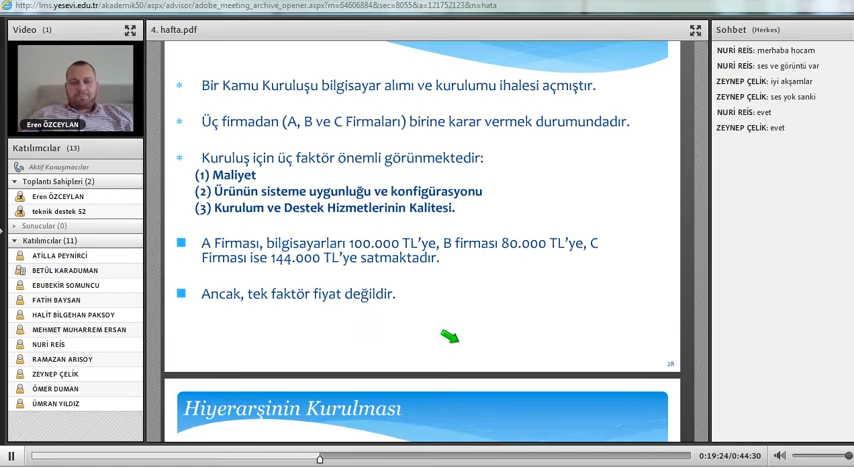 http://lms.yesevi.edu.tr/akademik50/aspx/advisor/adobe_meeting_archive_opener.aspx?m=64606884&sec=8055&a=121752123&n=hata
Video (1)
Eren ÖZCEYLAN
Katılımcılar (13)
Aktif Konuşmacılar
Toplantı Sahipleri (2)
Eren ÖZCEYLAN
teknik destek 52
Sunucular (0)
Katılımcılar (11)
ATİLLA PEYNİRCİ
BETÜL KARADUMAN
EBUBEKİR SOMUNCU
FATİH BAYSAN
HALİT BİLGEHAN PAKSOY
MEHMET MUHARREM ERSAN
NURİ REİS
RAMAZAN ARISOY
ZEYNEP ÇELİK
ÖMER DUMAN
ÜMRAN YILDIZ
4. hafta.pdf
Bir Kamu Kuruluşu bilgisayar alımı ve kurulumu ihalesi açmıştır.
Üç firmadan (A, B ve C Firmaları) birine karar vermek durumundadır.
Kuruluş için üç faktör önemli görünmektedir:
(1) Maliyet
(2) Ürünün sisteme uygunluğu ve konfigürasyonu
(3) Kurulum ve Destek Hizmetlerinin Kalitesi.
A Firması, bilgisayarları 100.000 TL’ye, B firması 80.000 TL’ye, C
Firması ise 144.000 TL’ye satmaktadır.
Ancak, tek faktör fiyat değildir.
28
Hiyerarşinin Kurulması
Sohbet (Herkes)
NURİ REİS: merhaba hocam
NURİ REİS: ses ve görüntü var
ZEYNEP ÇELİK: iyi akşamlar
ZEYNEP ÇELİK: ses yok sanki
NURİ REİS: evet
ZEYNEP ÇELİK: evet
0:19:24/0:44:30